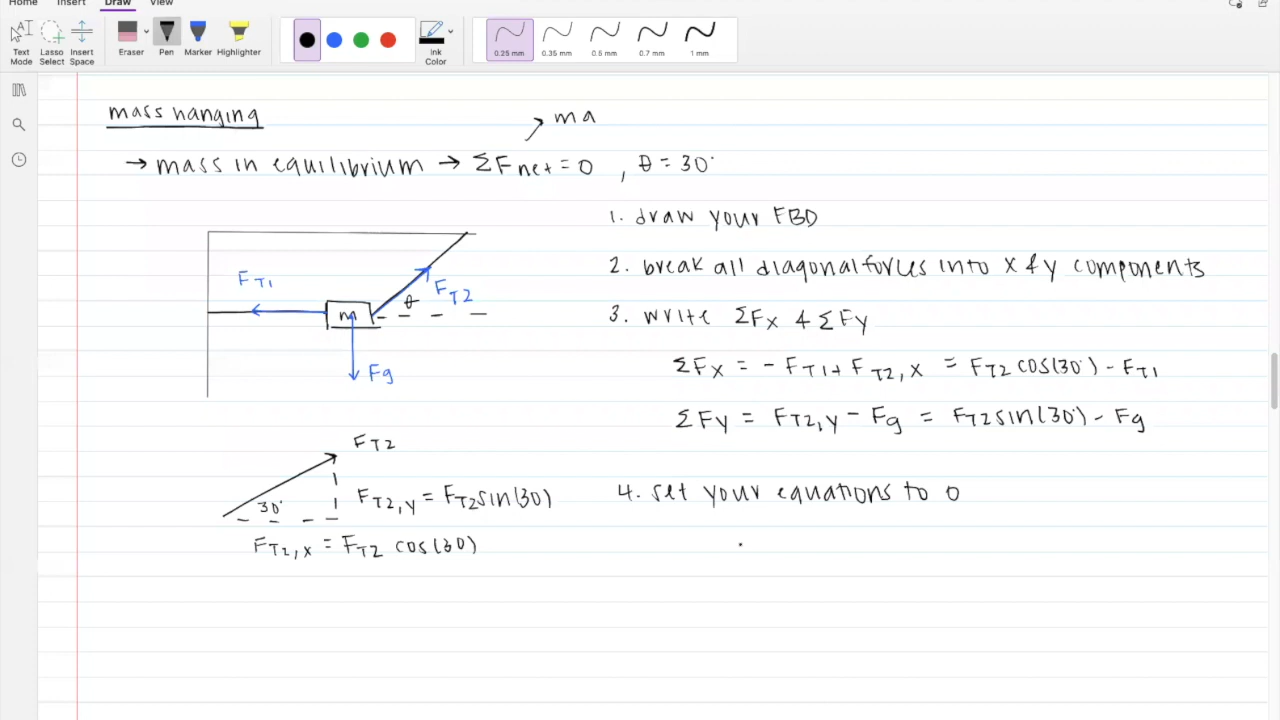 Home Insert Draw View
Text Mode
Lasso Select
Insert Space
Eraser
Pen
Marker
Highlighter
Ink Color
0.25 mm
0.35 mm
0.5 mm
0.7 mm
1 mm
mass hanging
ma
→ mass in equilibrium → ΣFnet = 0 , θ = 30°
1. draw your FBD
2. break all diagonal forces into x & y components
FT1
FT2
θ
m
Fg
3. write ΣFx & ΣFy
ΣFx = - FT1 + FT2,x = FT2 cos(30°) - FT1
ΣFy = FT2,y - Fg = FT2 sin(30°) - Fg
FT2
30°
FT2,y = FT2 sin(30)
FT2,x = FT2 cos(30)
4. set your equations to 0